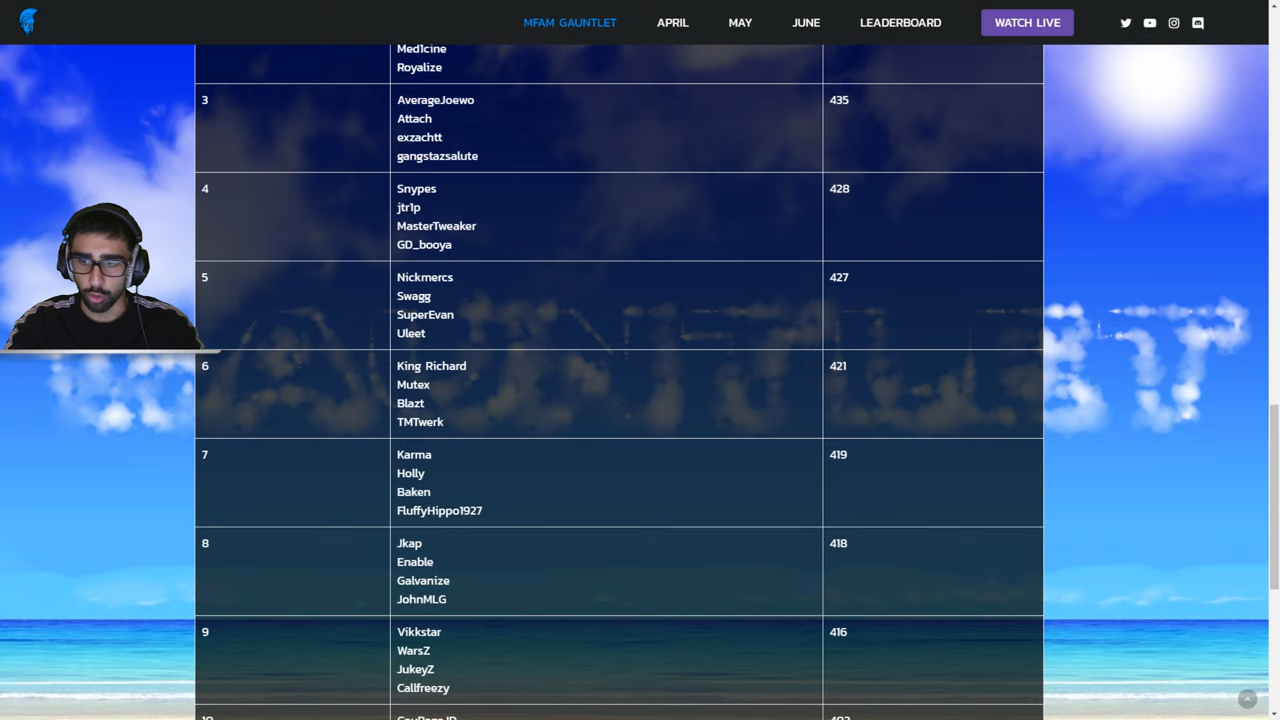 MFAM GAUNTLET APRIL MAY JUNE LEADERBOARD WATCH LIVE
Med1cine
Royalize
3 AverageJoewo 435
Attach
exzachtt
gangstazsalute
4 Snypes 428
jtr1p
MasterTweaker
GD_booya
5 Nickmercs 427
Swagg
SuperEvan
Uleet
6 King Richard 421
Mutex
Blazt
TMTwerk
7 Karma 419
Holly
Baken
FluffyHippo1927
8 Jkap 418
Enable
Galvanize
JohnMLG
9 Vikkstar 416
WarsZ
JukeyZ
Callfreezy